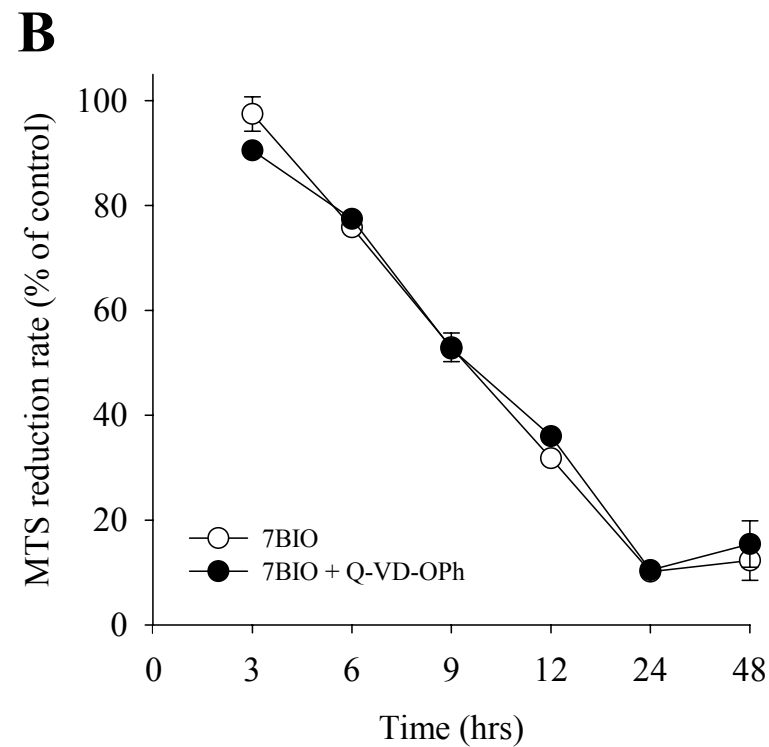 B
MTS reduction rate (% of control)
100
80
60
40
20
0
7BIO
7BIO + Q-VD-OPh
0 3 6 9 12 24 48
Time (hrs)